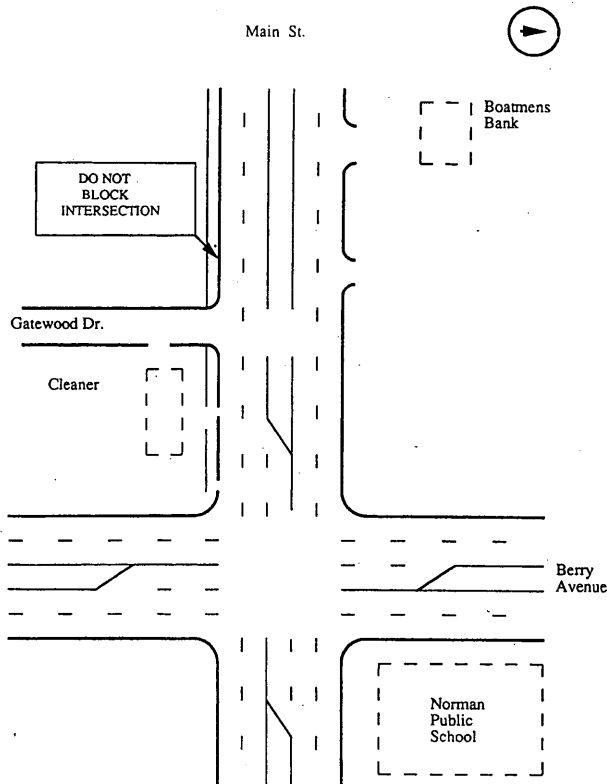 Main St.
Boatmens
Bank
DO NOT
BLOCK
INTERSECTION
Gatewood Dr.
Cleaner
Berry
Avenue
Norman
Public
School